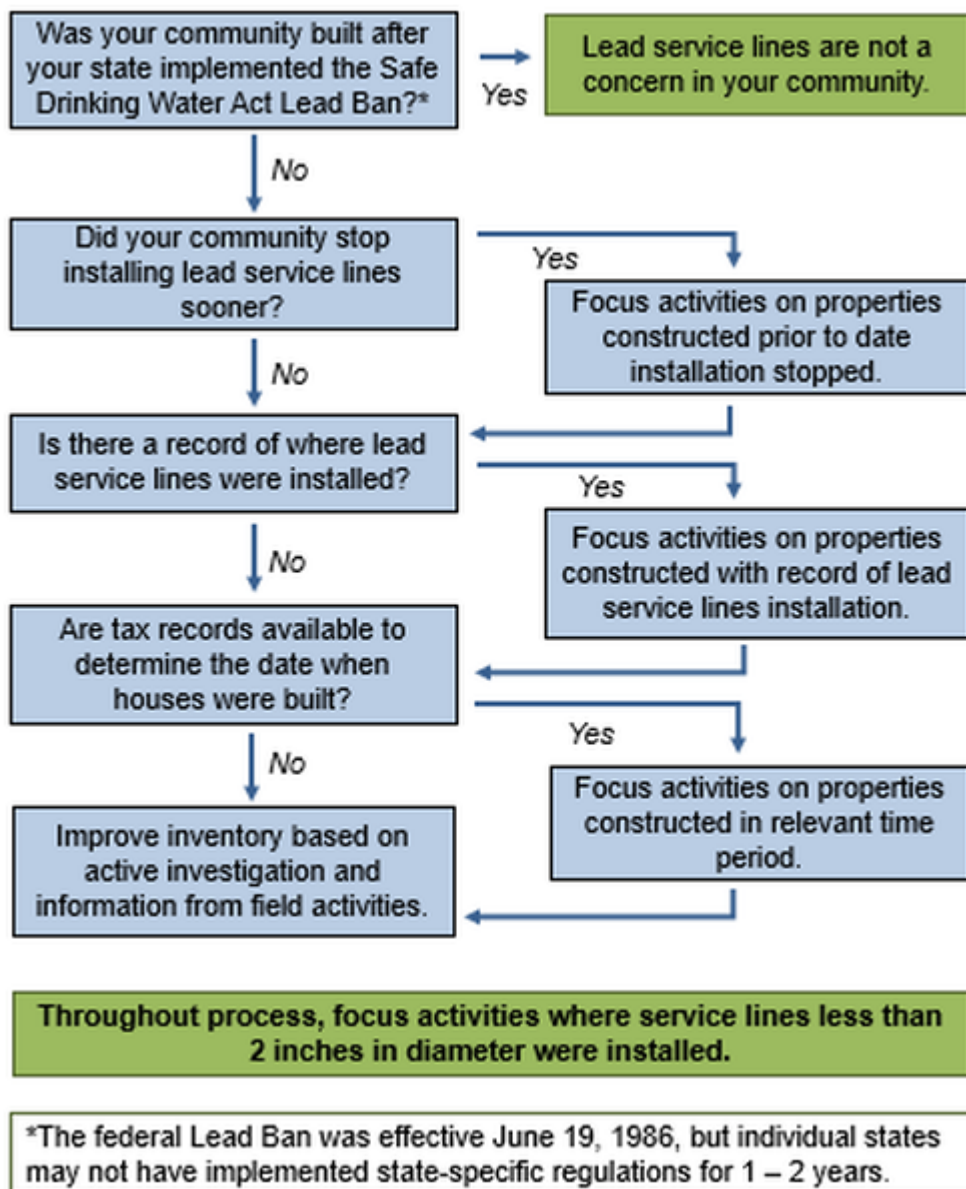 Was your community built after
your state implemented the Safe
Drinking Water Act Lead Ban?*
Yes
Lead service lines are not a
concern in your community.
No
Did your community stop
installing lead service lines
sooner?
Yes
Focus activities on properties
constructed prior to date
installation stopped.
No
Is there a record of where lead
service lines were installed?
Yes
Focus activities on properties
constructed with record of lead
service lines installation.
No
Are tax records available to
determine the date when
houses were built?
Yes
Focus activities on properties
constructed in relevant time
period.
No
Improve inventory based on
active investigation and
information from field activities.
Throughout process, focus activities where service lines less than
2 inches in diameter were installed.
*The federal Lead Ban was effective June 19, 1986, but individual states
may not have implemented state-specific regulations for 1 – 2 years.